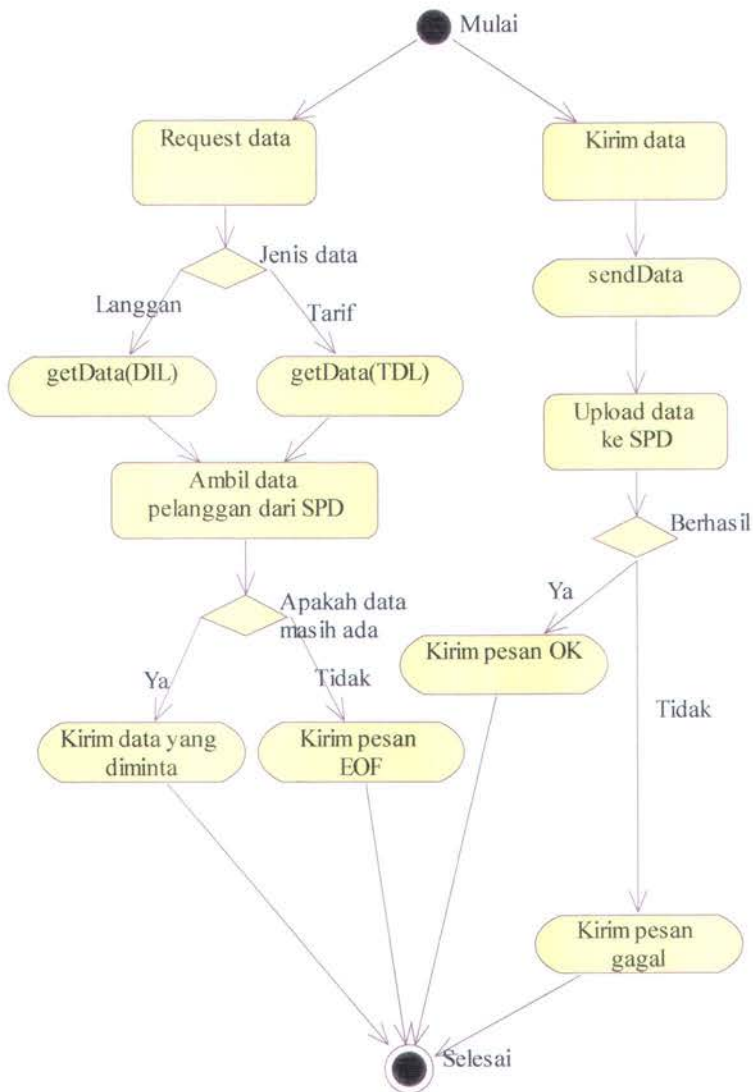 Mulai
Request data
Kirim data
Jenis data
sendData
Langgan
Tarif
getData(DIL)
getData(TDL)
Upload data
ke SPD
Ambil data
pelanggan dari SPD
Berhasil
Apakah data
masih ada
Ya
Kirim pesan OK
Ya
Tidak
Tidak
Kirim data yang
diminta
Kirim pesan
EOF
Kirim pesan
gagal
Selesai